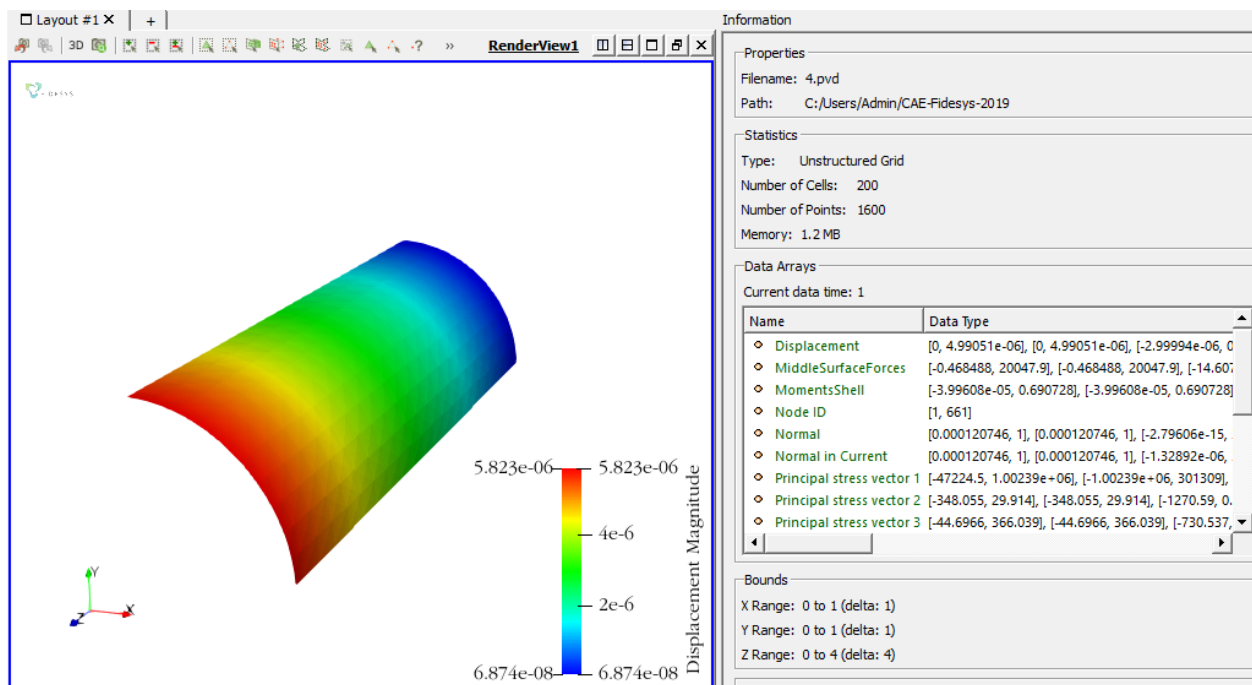 Layout #1
+
3D
»
RenderView1
Y
X
Z
5.823e-06
5.823e-06
4e-6
2e-6
6.874e-08
6.874e-08
Displacement Magnitude
Information
Properties
Filename: 4.pvd
Path: C:/Users/Admin/CAE-Fidesys-2019
Statistics
Type: Unstructured Grid
Number of Cells: 200
Number of Points: 1600
Memory: 1.2 MB
Data Arrays
Current data time: 1
Name Data Type
Displacement [0, 4.99051e-06], [0, 4.99051e-06], [-2.99994e-06, 0
MiddleSurfaceForces [-0.468488, 20047.9], [-0.468488, 20047.9], [-14.607
MomentsShell [-3.99608e-05, 0.690728], [-3.99608e-05, 0.690728]
Node ID [1, 661]
Normal [0.000120746, 1], [0.000120746, 1], [-2.79606e-15,
Normal in Current [0.000120746, 1], [0.000120746, 1], [-1.32892e-06,
Principal stress vector 1 [-47224.5, 1.00239e+06], [-1.00239e+06, 301309],
Principal stress vector 2 [-348.055, 29.914], [-348.055, 29.914], [-1270.59, 0.
Principal stress vector 3 [-44.6966, 366.039], [-44.6966, 366.039], [-730.537,
Bounds
X Range: 0 to 1 (delta: 1)
Y Range: 0 to 1 (delta: 1)
Z Range: 0 to 4 (delta: 4)